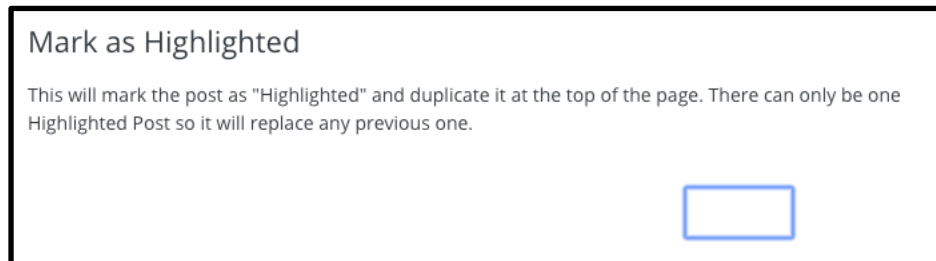 Mark as Highlighted
This will mark the post as "Highlighted" and duplicate it at the top of the page. There can only be one
Highlighted Post so it will replace any previous one.